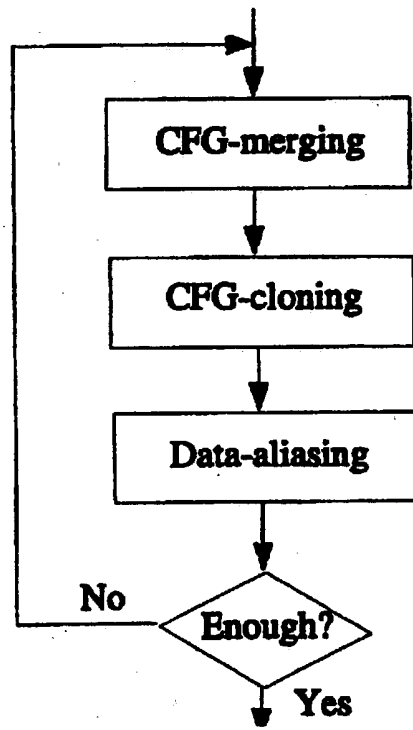 CFG-merging
CFG-cloning
Data-aliasing
Enough?
No
Yes